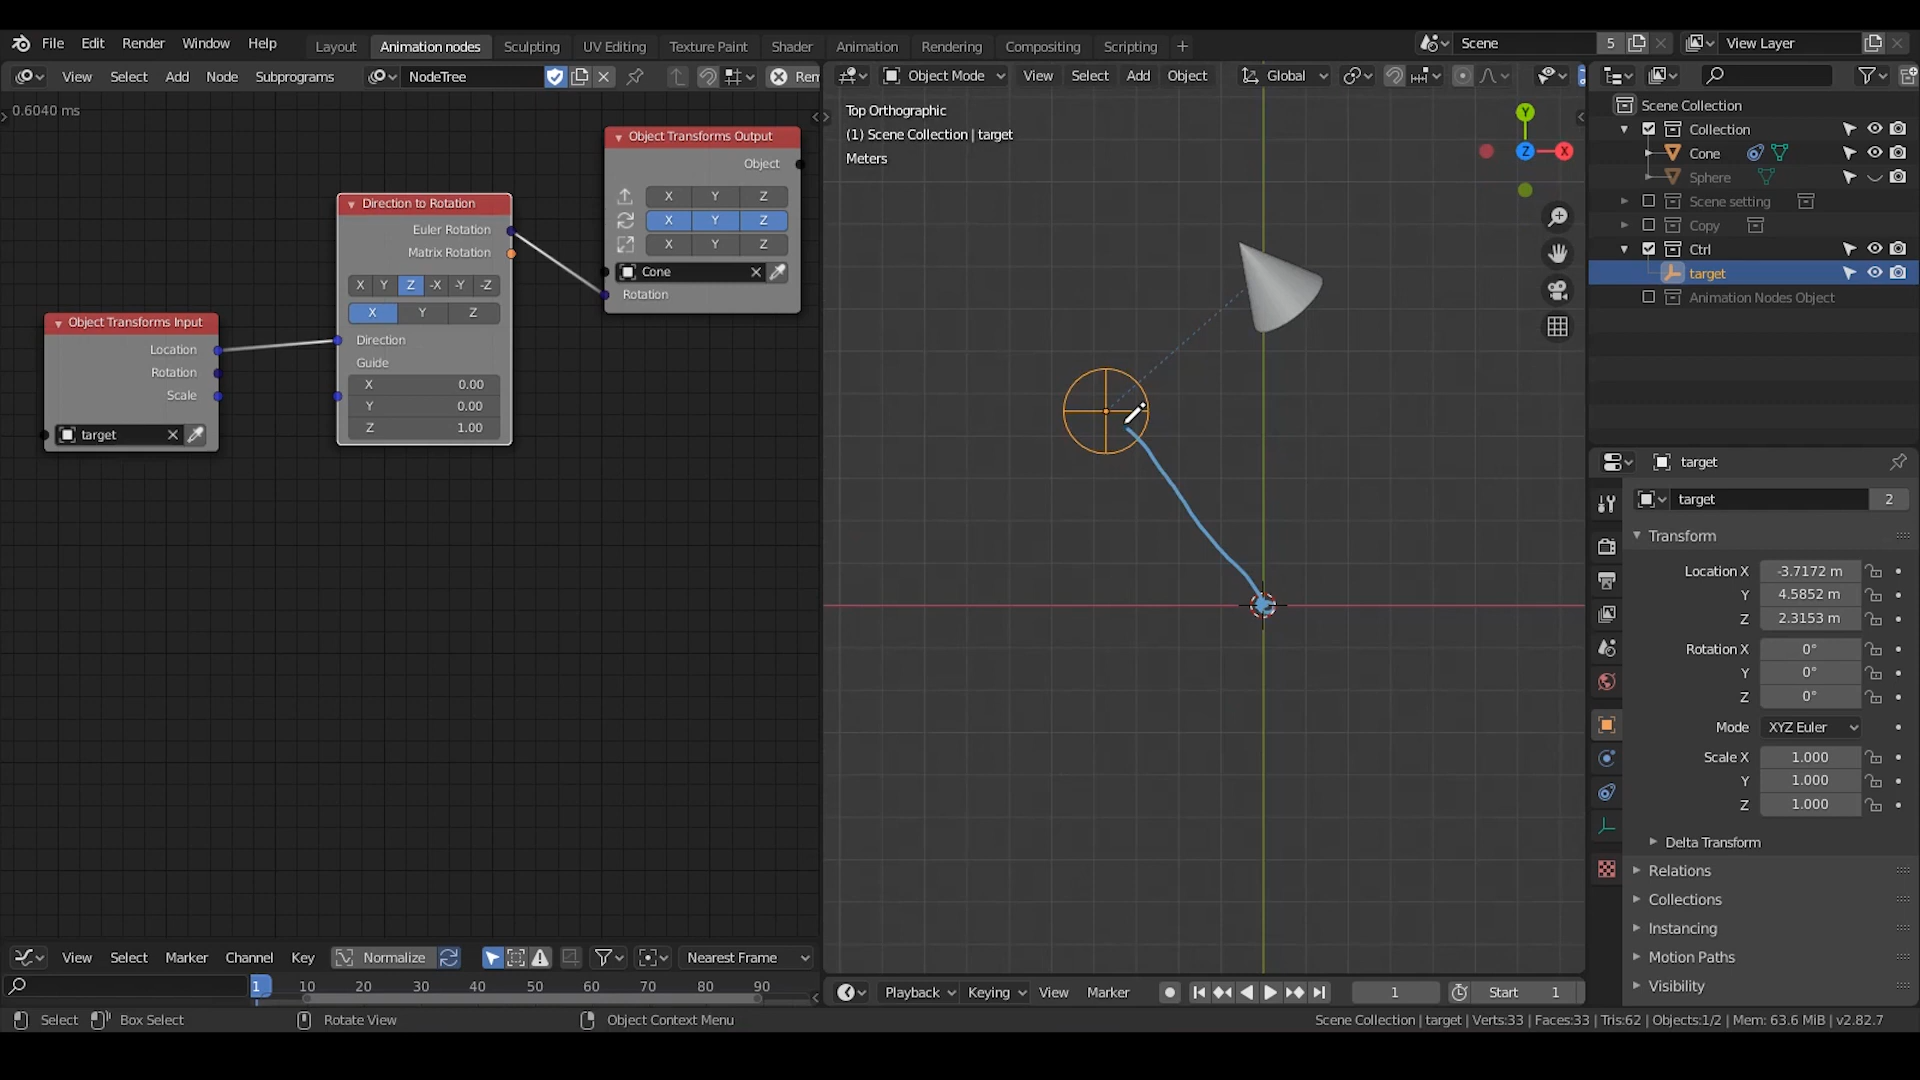 File Edit Render Window Help Layout Animation nodes Sculpting UV Editing Texture Paint Shader Animation Rendering Compositing Scripting + Scene 5 View Layer
View Select Add Node Subprograms NodeTree Rem
Object Mode View Select Add Object Global
0.6040 ms
Object Transforms Input
Location
Rotation
Scale
target
Direction to Rotation
Euler Rotation
Matrix Rotation
X Y Z -X -Y -Z
X Y Z
Direction
Guide
X 0.00
Y 0.00
Z 1.00
Object Transforms Output
Object
X Y Z
X Y Z
X Y Z
Cone
Rotation
Top Orthographic
(1) Scene Collection | target
Meters
Y
Z X
Scene Collection
Collection
Cone
Sphere
Scene setting
Copy
Ctrl
target
Animation Nodes Object
target
target 2
Transform
Location X -3.7172 m
Y 4.5852 m
Z 2.3153 m
Rotation X 0°
Y 0°
Z 0°
Mode XYZ Euler
Scale X 1.000
Y 1.000
Z 1.000
Delta Transform
Relations
Collections
Instancing
Motion Paths
Visibility
View Select Marker Channel Key Normalize Nearest Frame
1 10 20 30 40 50 60 70 80 90
Playback Keying View Marker 1 Start 1
Select Box Select Rotate View Object Context Menu
Scene Collection | target | Verts:33 | Faces:33 | Tris:62 | Objects:1/2 | Mem: 63.6 MiB | v2.82.7